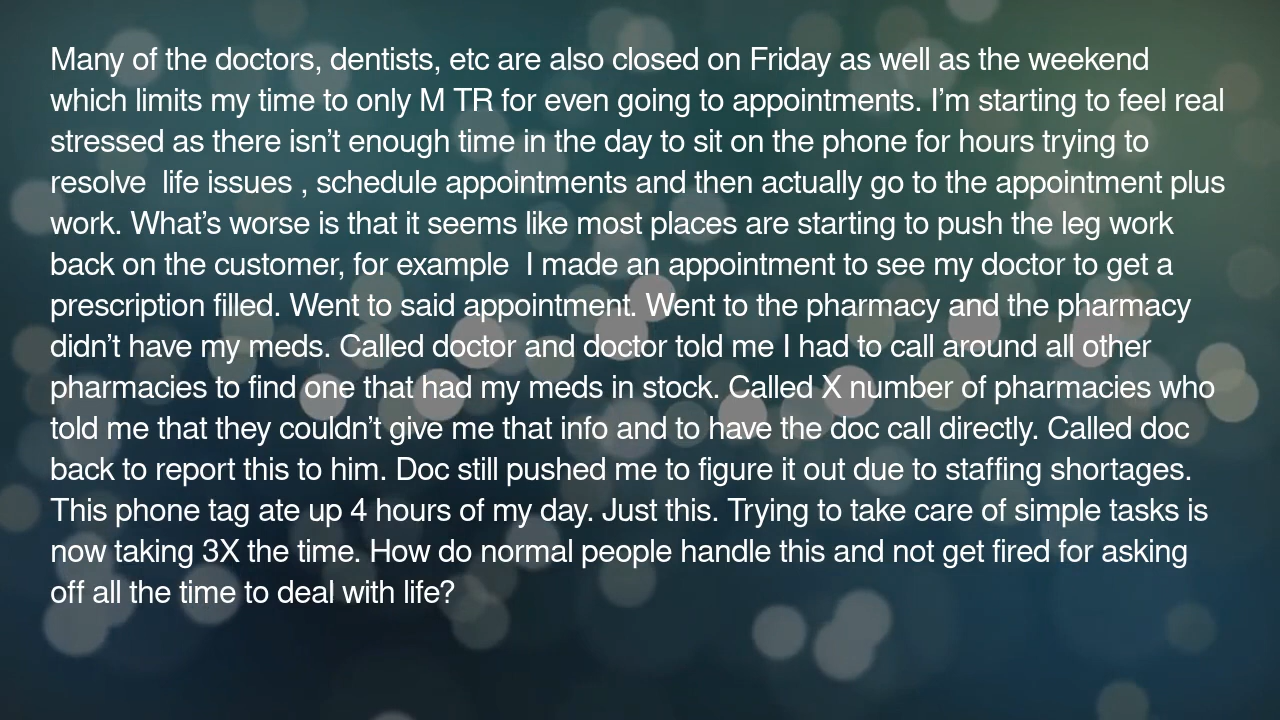 Many of the doctors, dentists, etc are also closed on Friday as well as the weekend
which limits my time to only M TR for even going to appointments. I’m starting to feel real
stressed as there isn’t enough time in the day to sit on the phone for hours trying to
resolve  life issues , schedule appointments and then actually go to the appointment plus
work. What’s worse is that it seems like most places are starting to push the leg work
back on the customer, for example  I made an appointment to see my doctor to get a
prescription filled. Went to said appointment. Went to the pharmacy and the pharmacy
didn’t have my meds. Called doctor and doctor told me I had to call around all other
pharmacies to find one that had my meds in stock. Called X number of pharmacies who
told me that they couldn’t give me that info and to have the doc call directly. Called doc
back to report this to him. Doc still pushed me to figure it out due to staffing shortages.
This phone tag ate up 4 hours of my day. Just this. Trying to take care of simple tasks is
now taking 3X the time. How do normal people handle this and not get fired for asking
off all the time to deal with life?